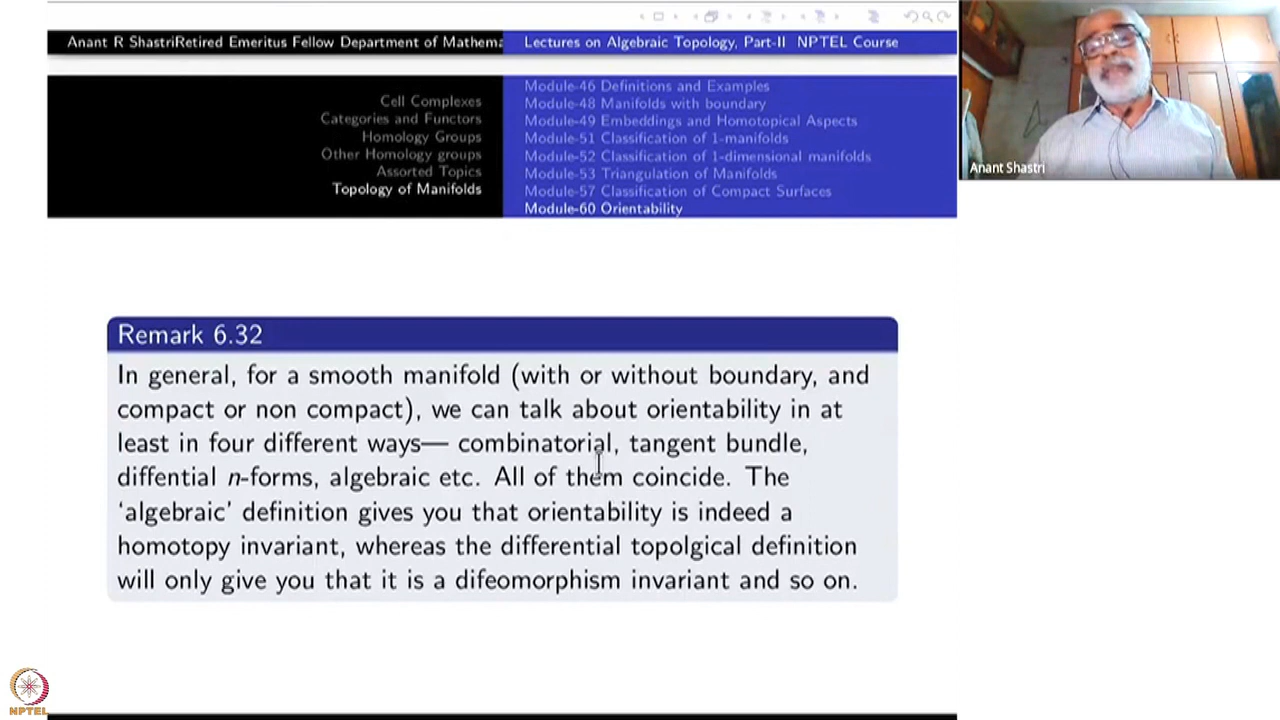 Anant R ShastriRetired Emeritus Fellow Department of Mathema
Lectures on Algebraic Topology, Part-II NPTEL Course
Cell Complexes
Categories and Functors
Homology Groups
Other Homology groups
Assorted Topics
Topology of Manifolds
Module-46 Definitions and Examples
Module-48 Manifolds with boundary
Module-49 Embeddings and Homotopical Aspects
Module-51 Classification of 1-manifolds
Module-52 Classification of 1-dimensional manifolds
Module-53 Triangulation of Manifolds
Module-57 Classification of Compact Surfaces
Module-60 Orientability
Anant Shastri
Remark 6.32
In general, for a smooth manifold (with or without boundary, and
compact or non compact), we can talk about orientability in at
least in four different ways— combinatorial, tangent bundle,
diffential n-forms, algebraic etc. All of them coincide. The
‘algebraic’ definition gives you that orientability is indeed a
homotopy invariant, whereas the differential topolgical definition
will only give you that it is a difeomorphism invariant and so on.
NPTEL